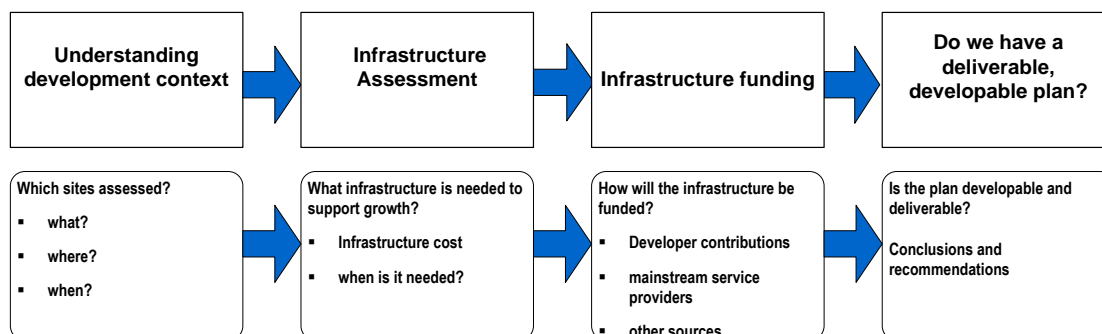 Understanding
development context
Infrastructure
Assessment
Infrastructure funding
Do we have a
deliverable,
developable plan?
Which sites assessed?
▪ what?
▪ where?
▪ when?
What infrastructure is needed to
support growth?
▪ Infrastructure cost
▪ when is it needed?
How will the infrastructure be
funded?
▪ Developer contributions
▪ mainstream service
providers
▪ other sources
Is the plan developable and
deliverable?
Conclusions and
recommendations